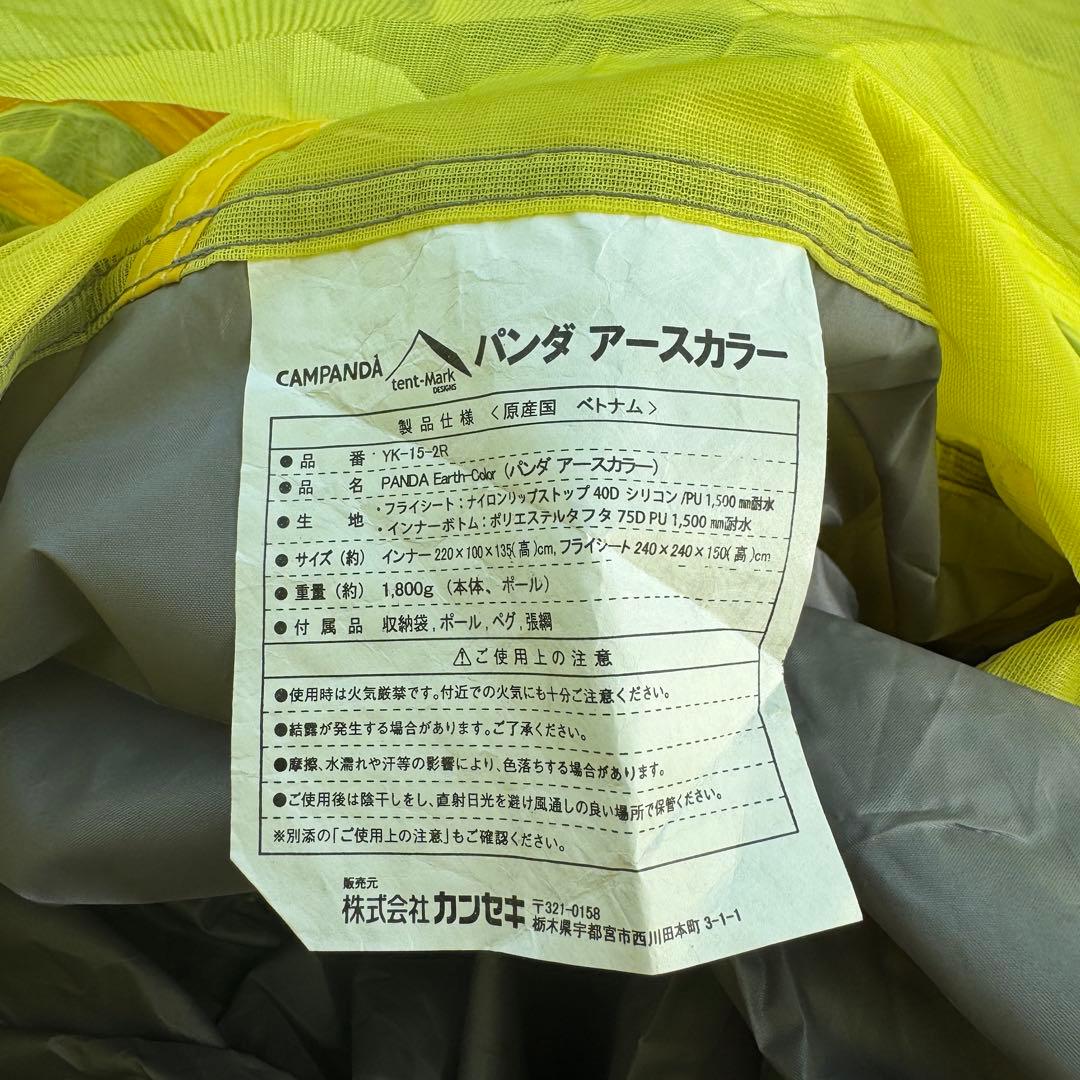 CAMPANDA tent-Mark DESIGNS パンダ アースカラー
製品仕様 〈原産国 ベトナム〉
●品番 YK-15-2R
●品名 PANDA Earth-Color (パンダ アースカラー)
●生地 ・フライシート：ナイロンリップストップ 40D シリコン/PU 1,500㎜耐水
・インナーボトム：ポリエステルタフタ 75D PU 1,500㎜耐水
●サイズ（約） インナー 220×100×135(高)cm, フライシート 240×240×150(高)cm
●重量（約） 1,800g（本体、ポール）
●付属品 収納袋, ポール, ペグ, 張綱
⚠ご使用上の注意
●使用時は火気厳禁です。付近での火気にも十分ご注意ください。
●結露が発生する場合があります。ご了承ください。
●摩擦、水濡れや汗等の影響により、色落ちする場合があります。
●ご使用後は陰干しをし、直射日光を避け風通しの良い場所で保管ください。
※別添の「ご使用上の注意」もご確認ください。
販売元
株式会社 カンセキ 〒321-0158
栃木県宇都宮市西川田本町 3-1-1